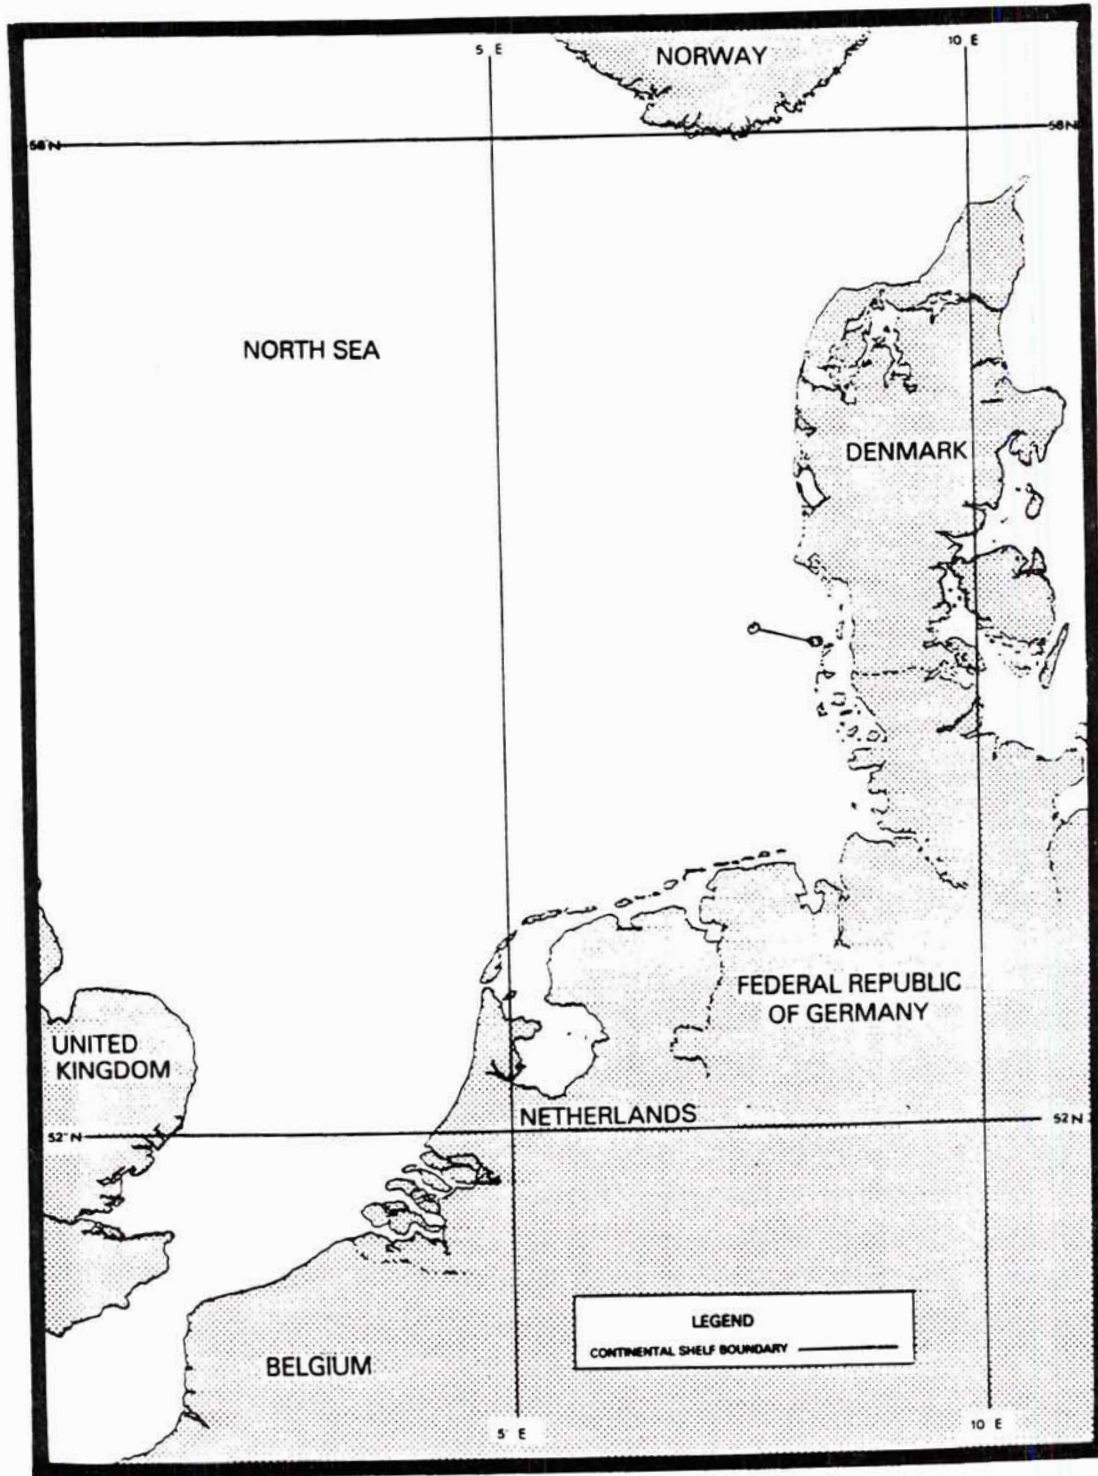 5° E
10 E
NORWAY
58°N
58°N
NORTH SEA
DENMARK
FEDERAL REPUBLIC
OF GERMANY
UNITED
KINGDOM
NETHERLANDS
52°N
52 N
LEGEND
CONTINENTAL SHELF BOUNDARY
BELGIUM
5° E
10 E